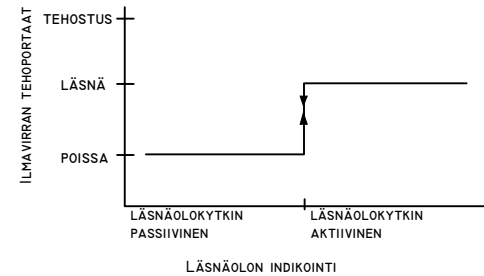 ILMAVIRRAN TEHOPORTAAT
TEHOSTUS
LÄSNÄ
POISSA
LÄSNÄOLOKYTKIN
PASSIIVINEN
LÄSNÄOLOKYTKIN
AKTIIVINEN
LÄSNÄOLON INDIKOINTI